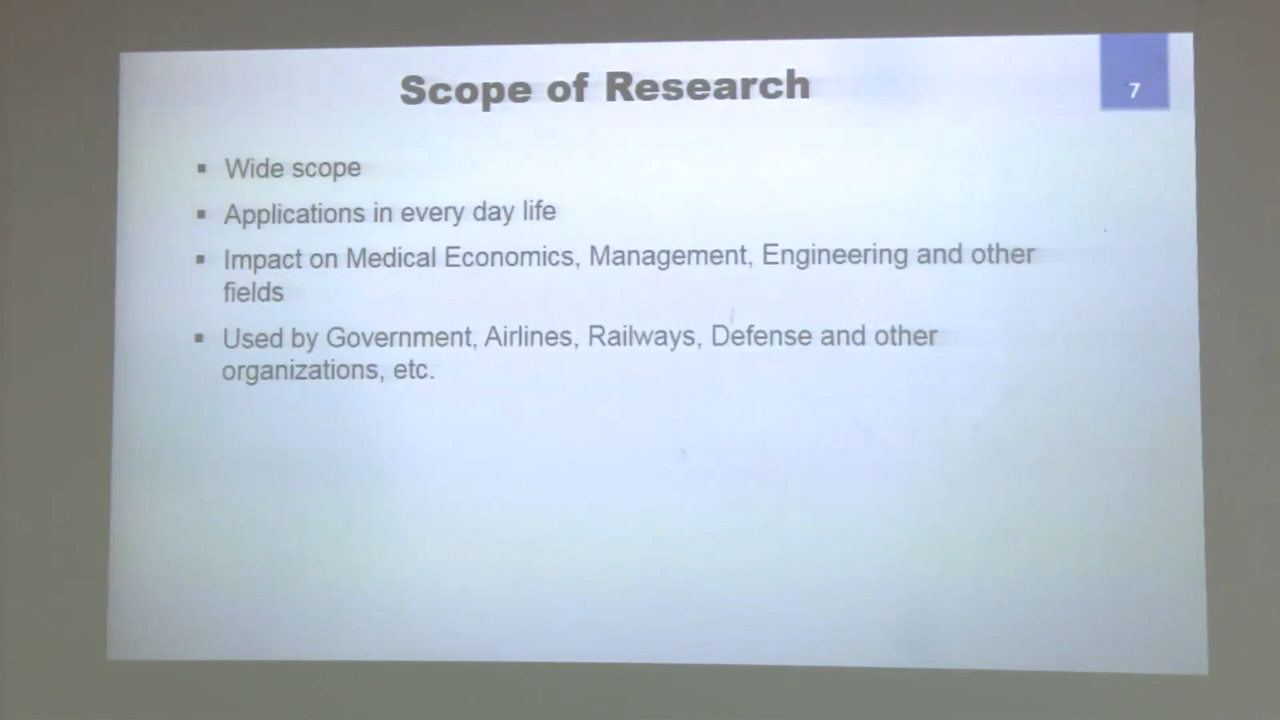 Scope of Research
7
▪ Wide scope
▪ Applications in every day life
▪ Impact on Medical Economics, Management, Engineering and other
fields
▪ Used by Government, Airlines, Railways, Defense and other
organizations, etc.